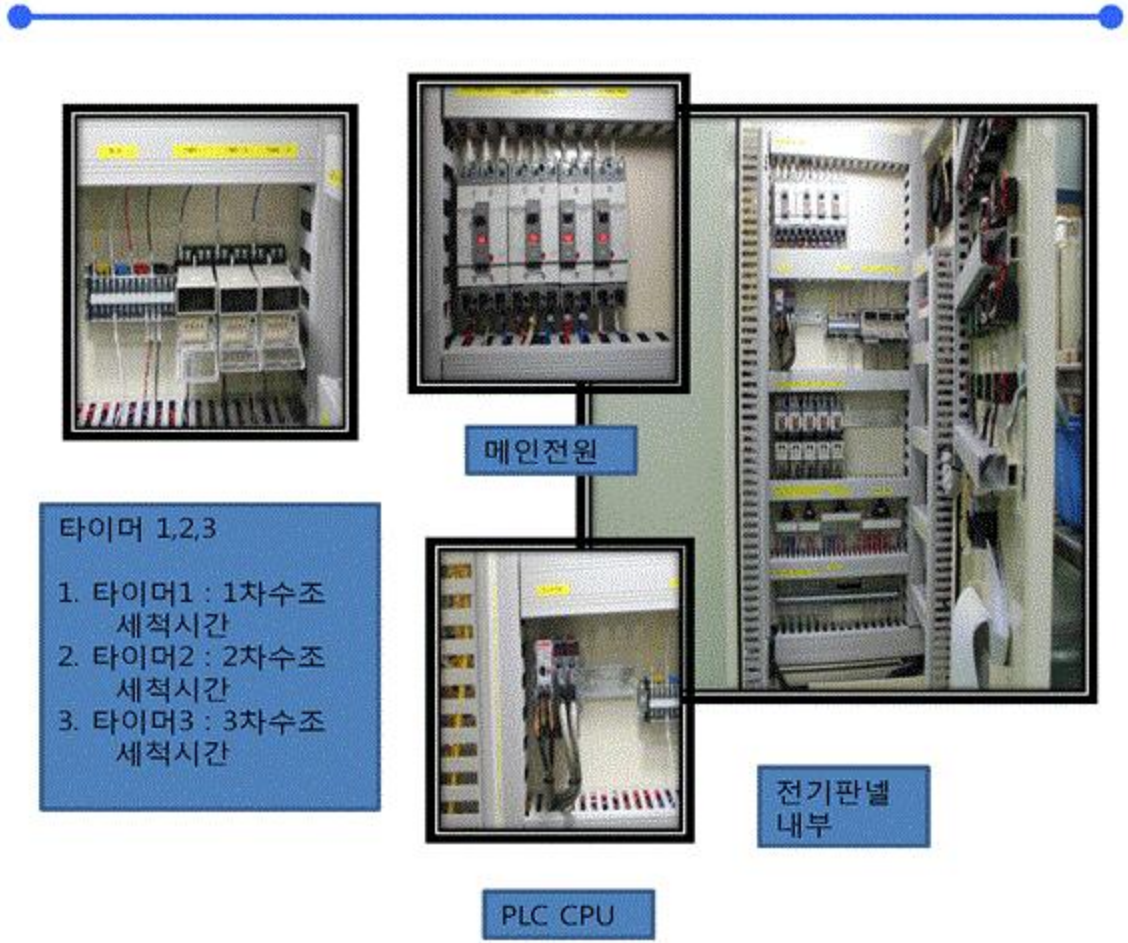 메인전원
타이머 1,2,3
1. 타이머1 : 1차수조
세척시간
2. 타이머2 : 2차수조
세척시간
3. 타이머3 : 3차수조
세척시간
전기판넬
내부
PLC CPU